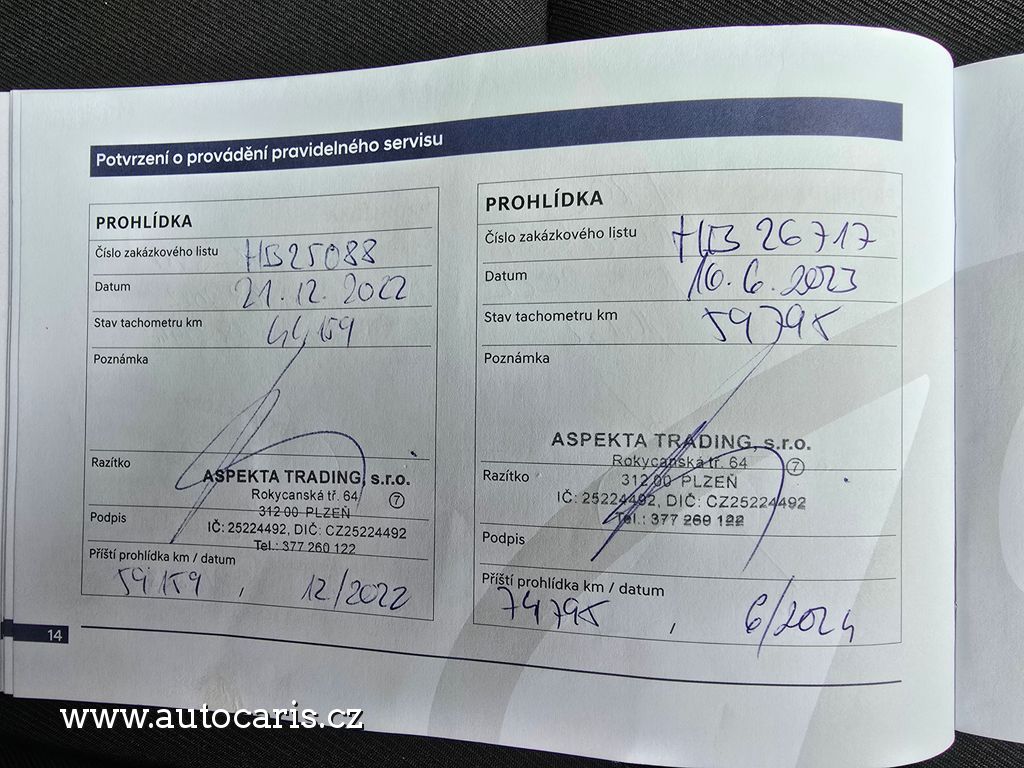 Potvrzení o provádění pravidelného servisu
PROHLÍDKA
Číslo zakázkového listu HB25088
Datum 21.12.2022
Stav tachometru km 44159
Poznámka
Razítko
ASPEKTA TRADING, s.r.o.
Rokycanská tř. 64
7
312 00 PLZEŇ
Podpis
IČ: 25224492, DIČ: CZ25224492
Tel.: 377 260 122
Příští prohlídka km / datum
59159 , 12/2022
PROHLÍDKA
Číslo zakázkového listu HB 26717
Datum 16.6.2023
Stav tachometru km 59795
Poznámka
ASPEKTA TRADING, s.r.o.
Rokycanská tř. 64
7
Razítko
312 00 PLZEŇ
IČ: 25224492, DIČ: CZ25224492
Tel.: 377 260 122
Podpis
Příští prohlídka km / datum
74795 , 6/2024
14
www.autocaris.cz